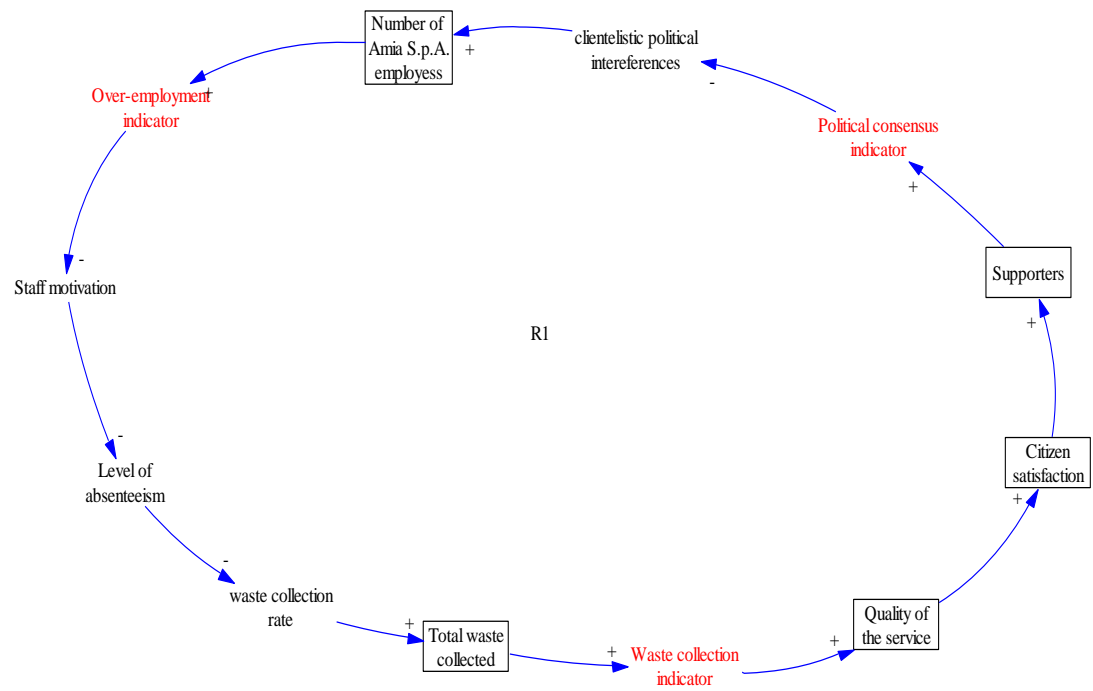 Number of
Amia S.p.A.
employess
+
clientelistic political
intereferences
-
Political consensus
indicator
+
Supporters
+
Citizen
satisfaction
+
Quality of
the service
+
Waste collection
indicator
+
Total waste
collected
+
waste collection
rate
-
Level of
absenteeism
-
Staff motivation
-
Over-employment
indicator
+
R1